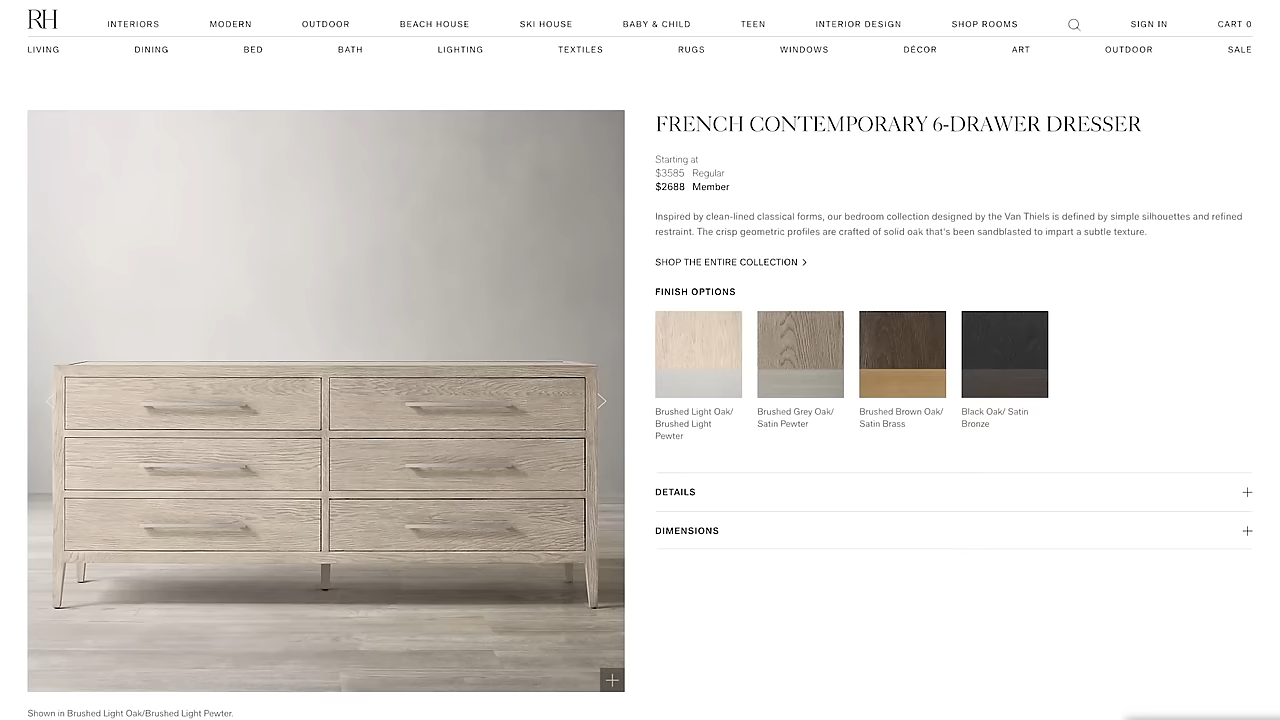 RH
INTERIORS MODERN OUTDOOR BEACH HOUSE SKI HOUSE BABY & CHILD TEEN INTERIOR DESIGN SHOP ROOMS SIGN IN CART 0
LIVING DINING BED BATH LIGHTING TEXTILES RUGS WINDOWS DÉCOR ART OUTDOOR SALE
FRENCH CONTEMPORARY 6-DRAWER DRESSER
Starting at
$3585 Regular
$2688 Member
Inspired by clean-lined classical forms, our bedroom collection designed by the Van Thiels is defined by simple silhouettes and refined
restraint. The crisp geometric profiles are crafted of solid oak that's been sandblasted to impart a subtle texture.
SHOP THE ENTIRE COLLECTION >
FINISH OPTIONS
Brushed Light Oak/
Brushed Light
Pewter
Brushed Grey Oak/
Satin Pewter
Brushed Brown Oak/
Satin Brass
Black Oak/ Satin
Bronze
DETAILS +
DIMENSIONS +
Shown in Brushed Light Oak/Brushed Light Pewter.